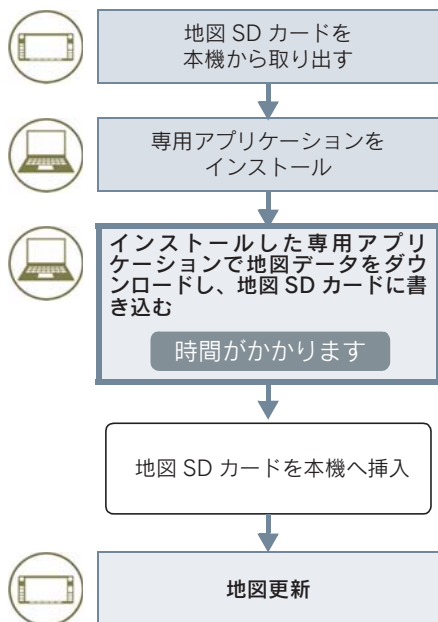 地図 SD カードを
本機から取り出す
専用アプリケーションを
インストール
インストールした専用アプリ
ケーションで地図データをダウ
ンロードし、地図 SD カードに書
き込む
時間がかかります
地図 SD カードを本機へ挿入
地図更新